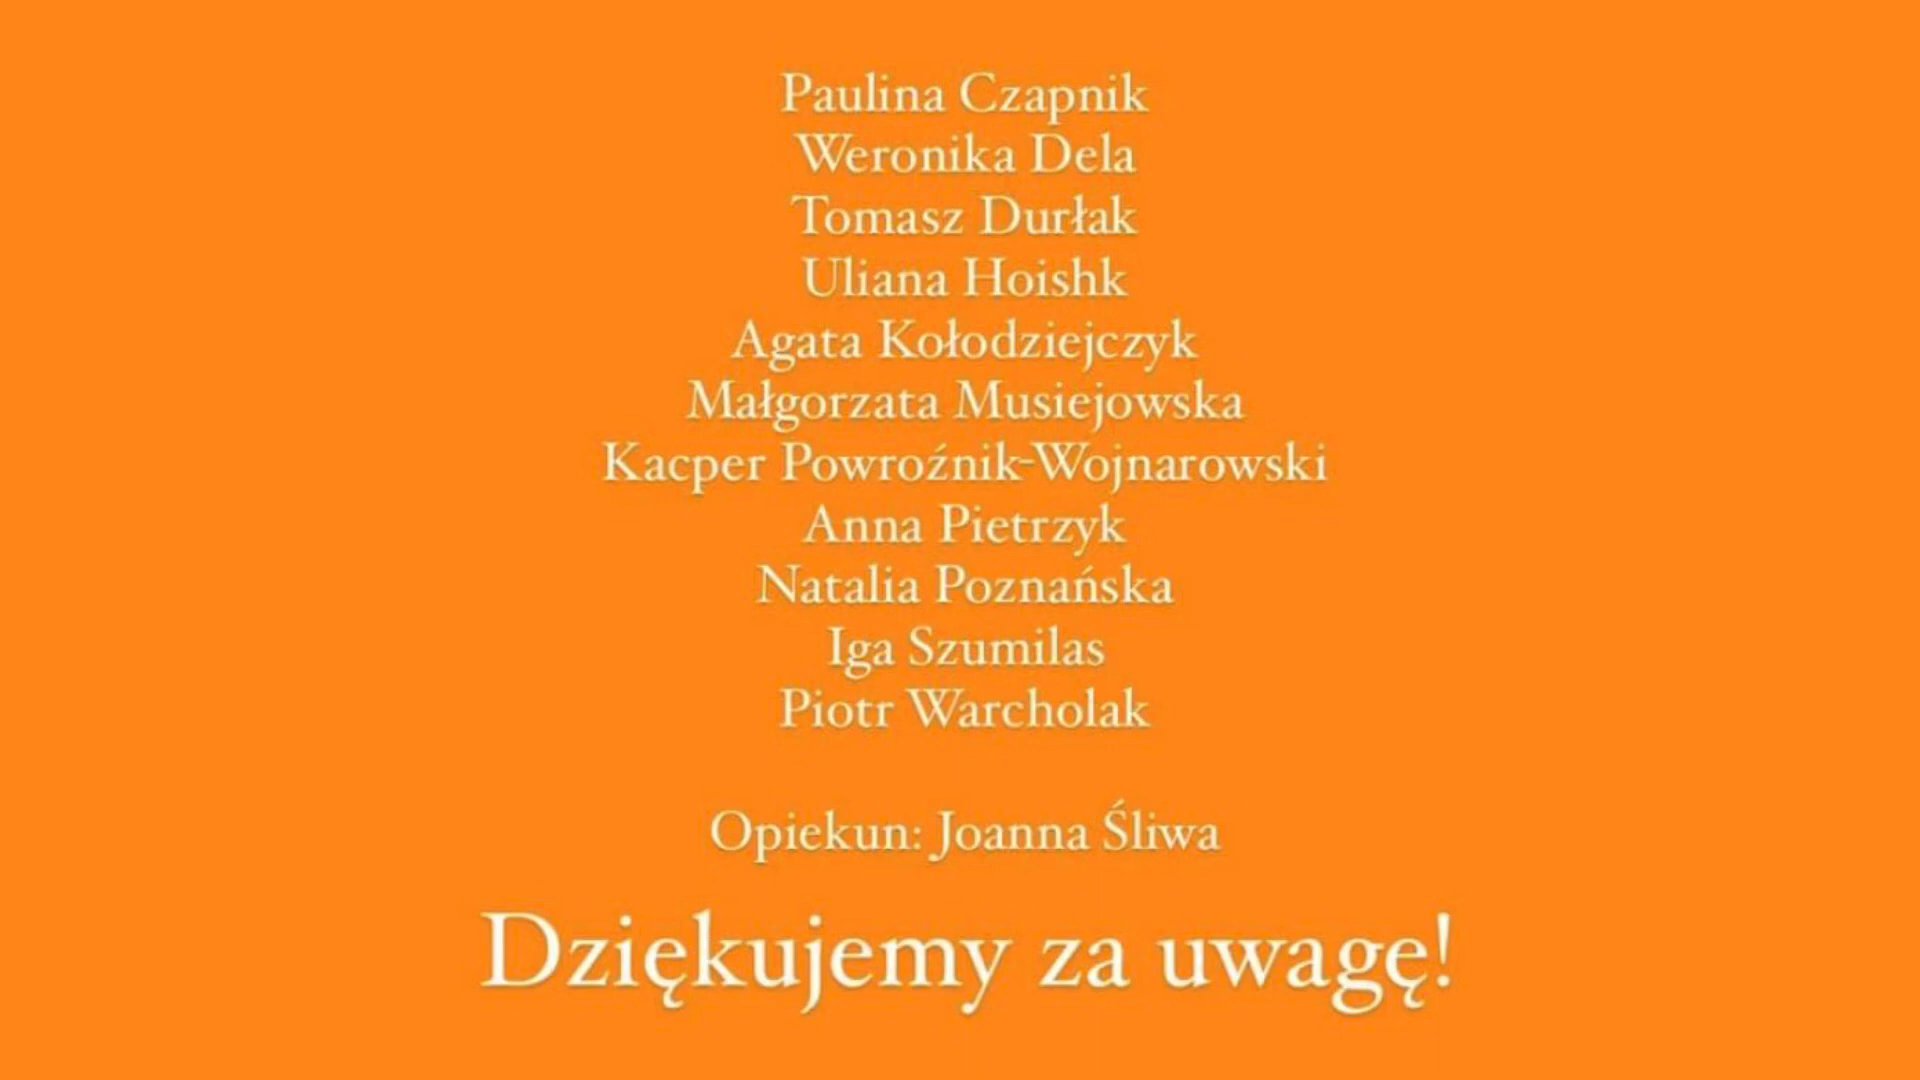 Paulina Czapnik
Weronika Dela
Tomasz Durłak
Uliana Hoishk
Agata Kołodziejczyk
Małgorzata Musiejowska
Kacper Powroźnik-Wojnarowski
Anna Pietrzyk
Natalia Poznańska
Iga Szumilas
Piotr Warcholak
Opiekun: Joanna Śliwa
Dziękujemy za uwagę!